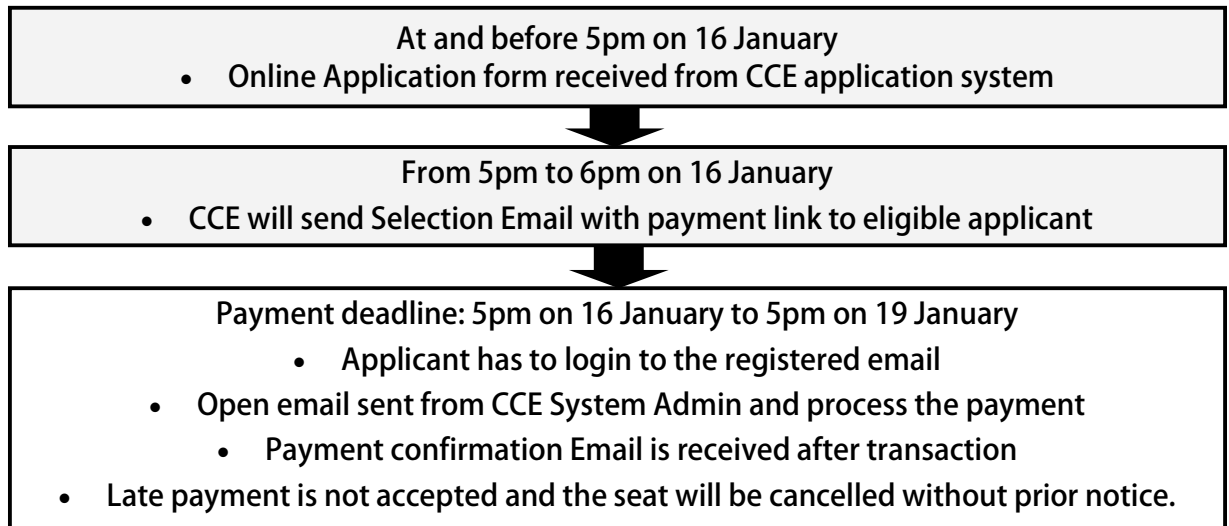 At and before 5pm on 16 January
• Online Application form received from CCE application system
From 5pm to 6pm on 16 January
• CCE will send Selection Email with payment link to eligible applicant
Payment deadline: 5pm on 16 January to 5pm on 19 January
• Applicant has to login to the registered email
• Open email sent from CCE System Admin and process the payment
• Payment confirmation Email is received after transaction
• Late payment is not accepted and the seat will be cancelled without prior notice.